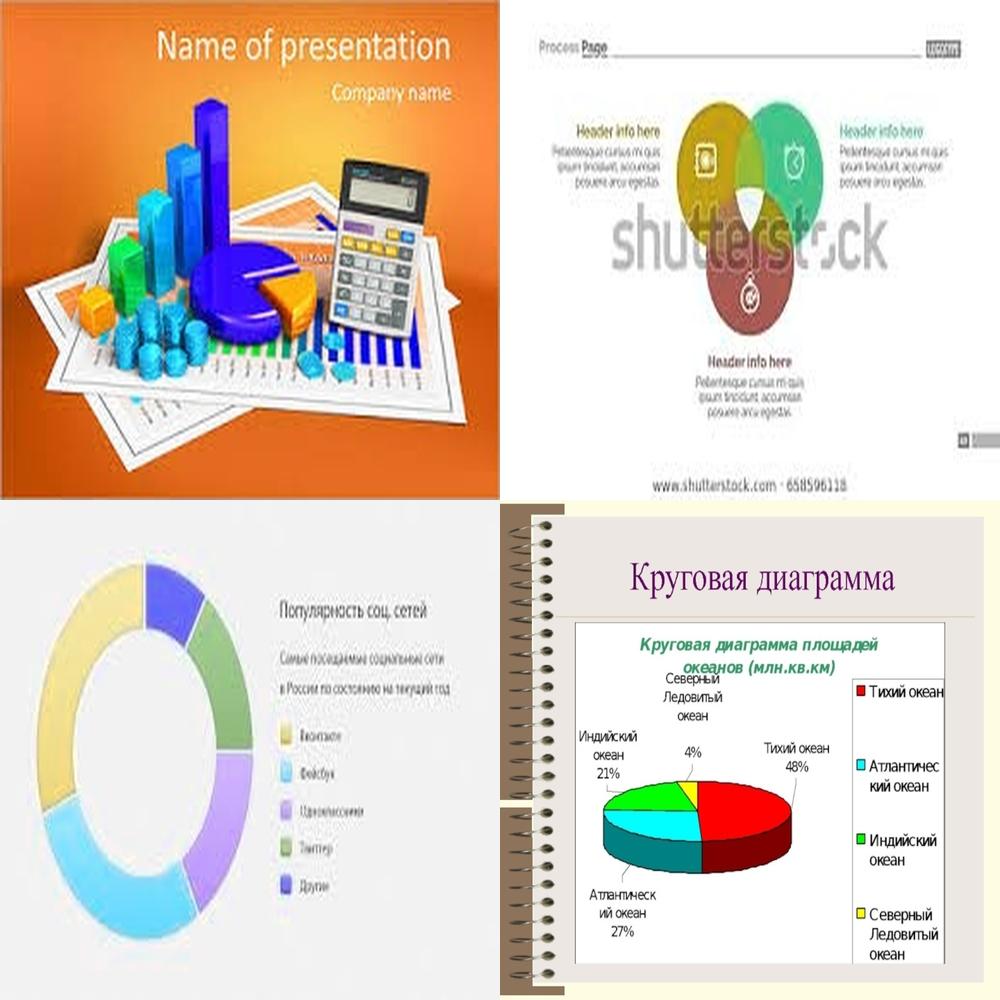 Name of presentation
Company name
Process Page
LOGOTYPE
Header info here
Pellentesque cursus mi quis
ipsum tincidunt, accumsan
posuere arcu egestas.
Header info here
Pellentesque cursus mi quis
ipsum tincidunt, accumsan
posuere arcu egestas.
shutterstock
Header info here
Pellentesque cursus mi quis
ipsum tincidunt, accumsan
posuere arcu egestas.
www.shutterstock.com · 658596118
Популярность соц. сетей
Самые посещаемые социальные сети
в России по состоянию на текущий год
Вконтакте
Фейсбук
Одноклассники
Твиттер
Другие
Круговая диаграмма
Круговая диаграмма площадей
океанов (млн.кв.км)
Северный
Ледовитый
океан
4%
Индийский
океан
21%
Тихий океан
48%
Атлантическ
ий океан
27%
Тихий океан
Атлантичес
кий океан
Индийский
океан
Северный
Ледовитый
океан